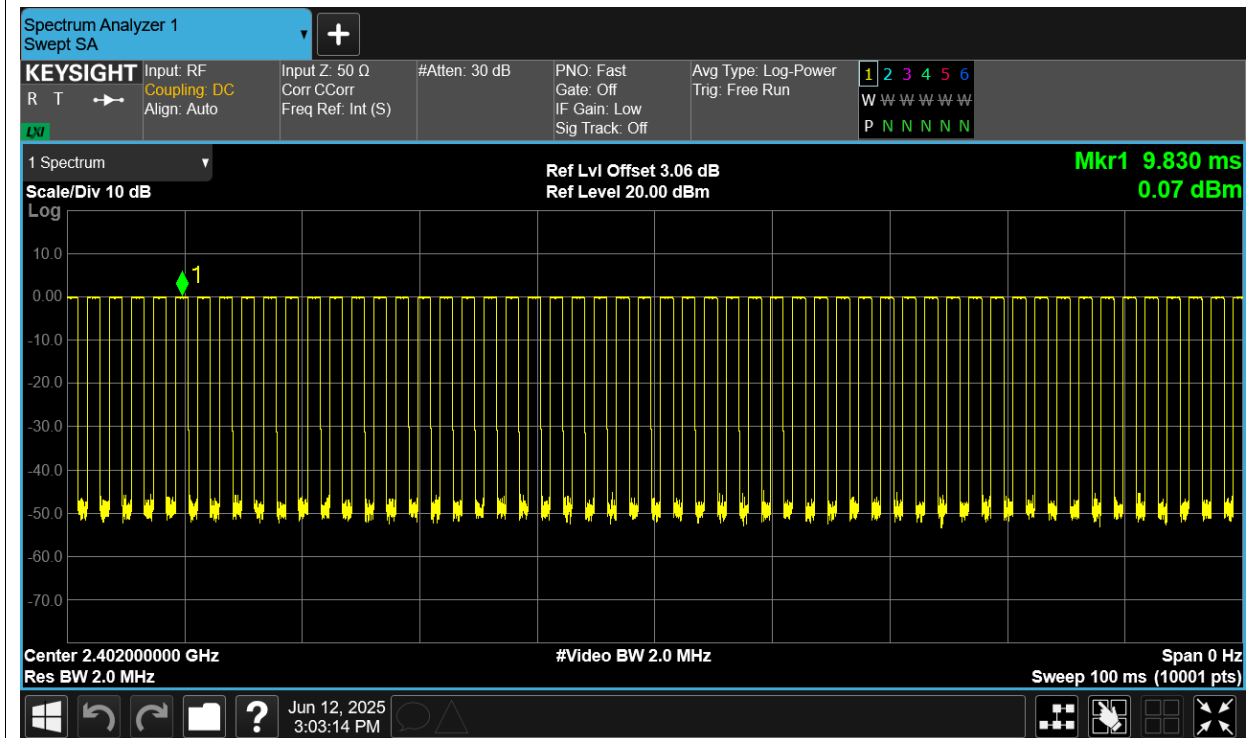 Spectrum Analyzer 1
Swept SA
KEYSIGHT
R T
LXI
Input: RF
Coupling: DC
Align: Auto
Input Z: 50 Ω
Corr CCorr
Freq Ref: Int (S)
#Atten: 30 dB
PNO: Fast
Gate: Off
IF Gain: Low
Sig Track: Off
Avg Type: Log-Power
Trig: Free Run
1 2 3 4 5 6
W W W W W W
P N N N N N
1 Spectrum
Scale/Div 10 dB
Ref Lvl Offset 3.06 dB
Ref Level 20.00 dBm
Mkr1 9.830 ms
0.07 dBm
Log
10.0
1
0.00
-10.0
-20.0
-30.0
-40.0
-50.0
-60.0
-70.0
Center 2.402000000 GHz
Res BW 2.0 MHz
#Video BW 2.0 MHz
Span 0 Hz
Sweep 100 ms (10001 pts)
?
Jun 12, 2025
3:03:14 PM